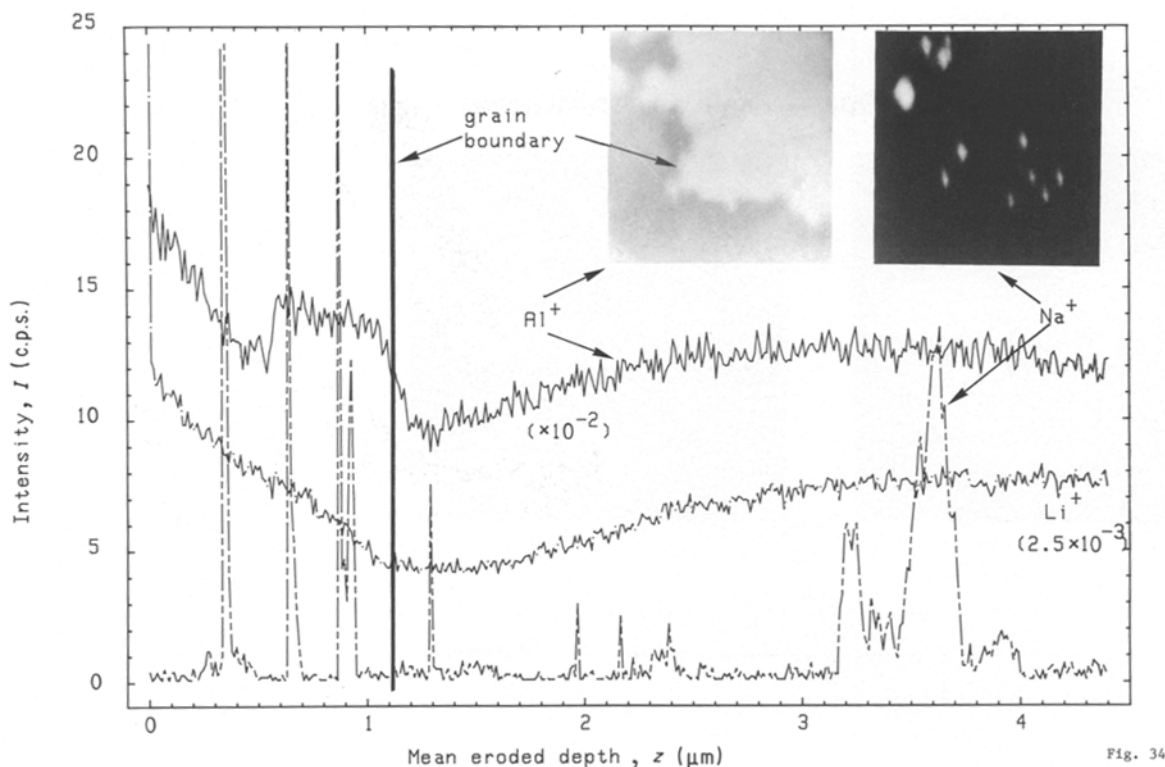 25
20
15
10
5
0
Intensity, I (c.p.s.)
grain
boundary
Al+
Na+
(×10-2)
Li+
(2.5×10-3)
0 1 2 3 4
Mean eroded depth, z (μm)
Fig. 34